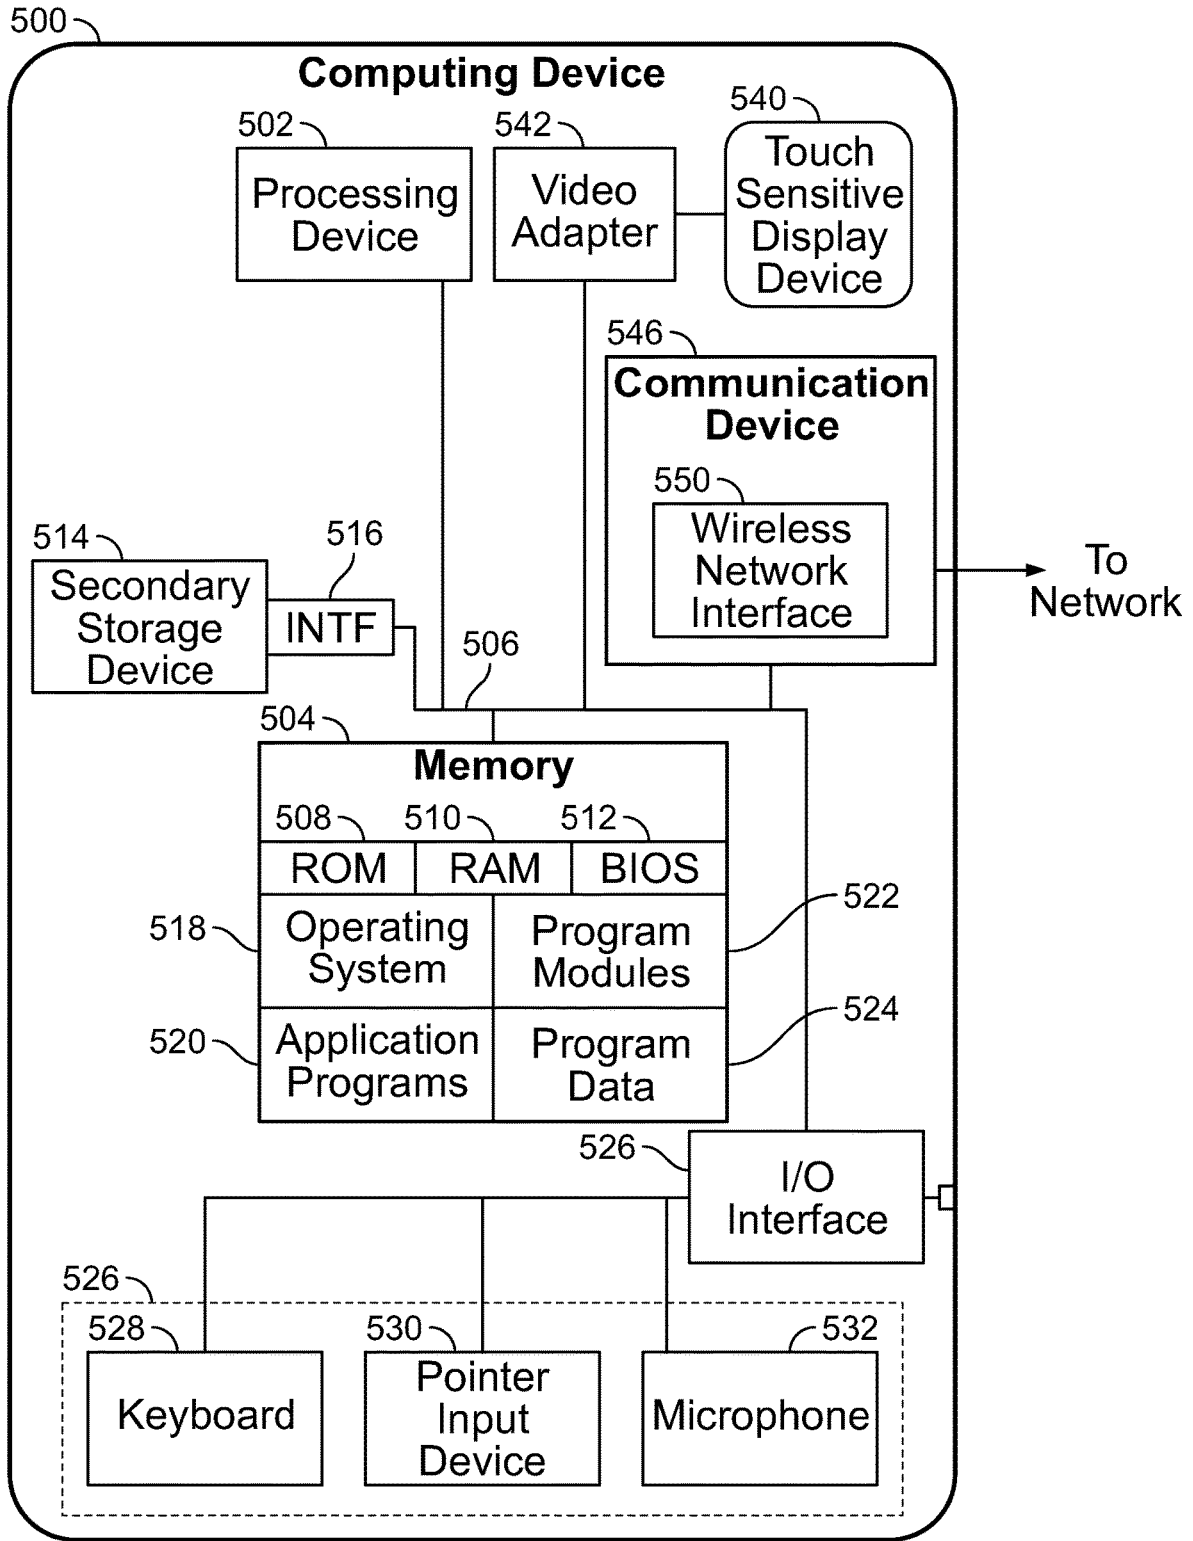 500
Computing Device
502
Processing
Device
542
Video
Adapter
540
Touch
Sensitive
Display
Device
546
Communication
Device
550
Wireless
Network
Interface
To
Network
514
Secondary
Storage
Device
516
INTF
506
504
Memory
508
ROM
510
RAM
512
BIOS
518
Operating
System
522
Program
Modules
520
Application
Programs
524
Program
Data
526
I/O
Interface
526
528
Keyboard
530
Pointer
Input
Device
532
Microphone